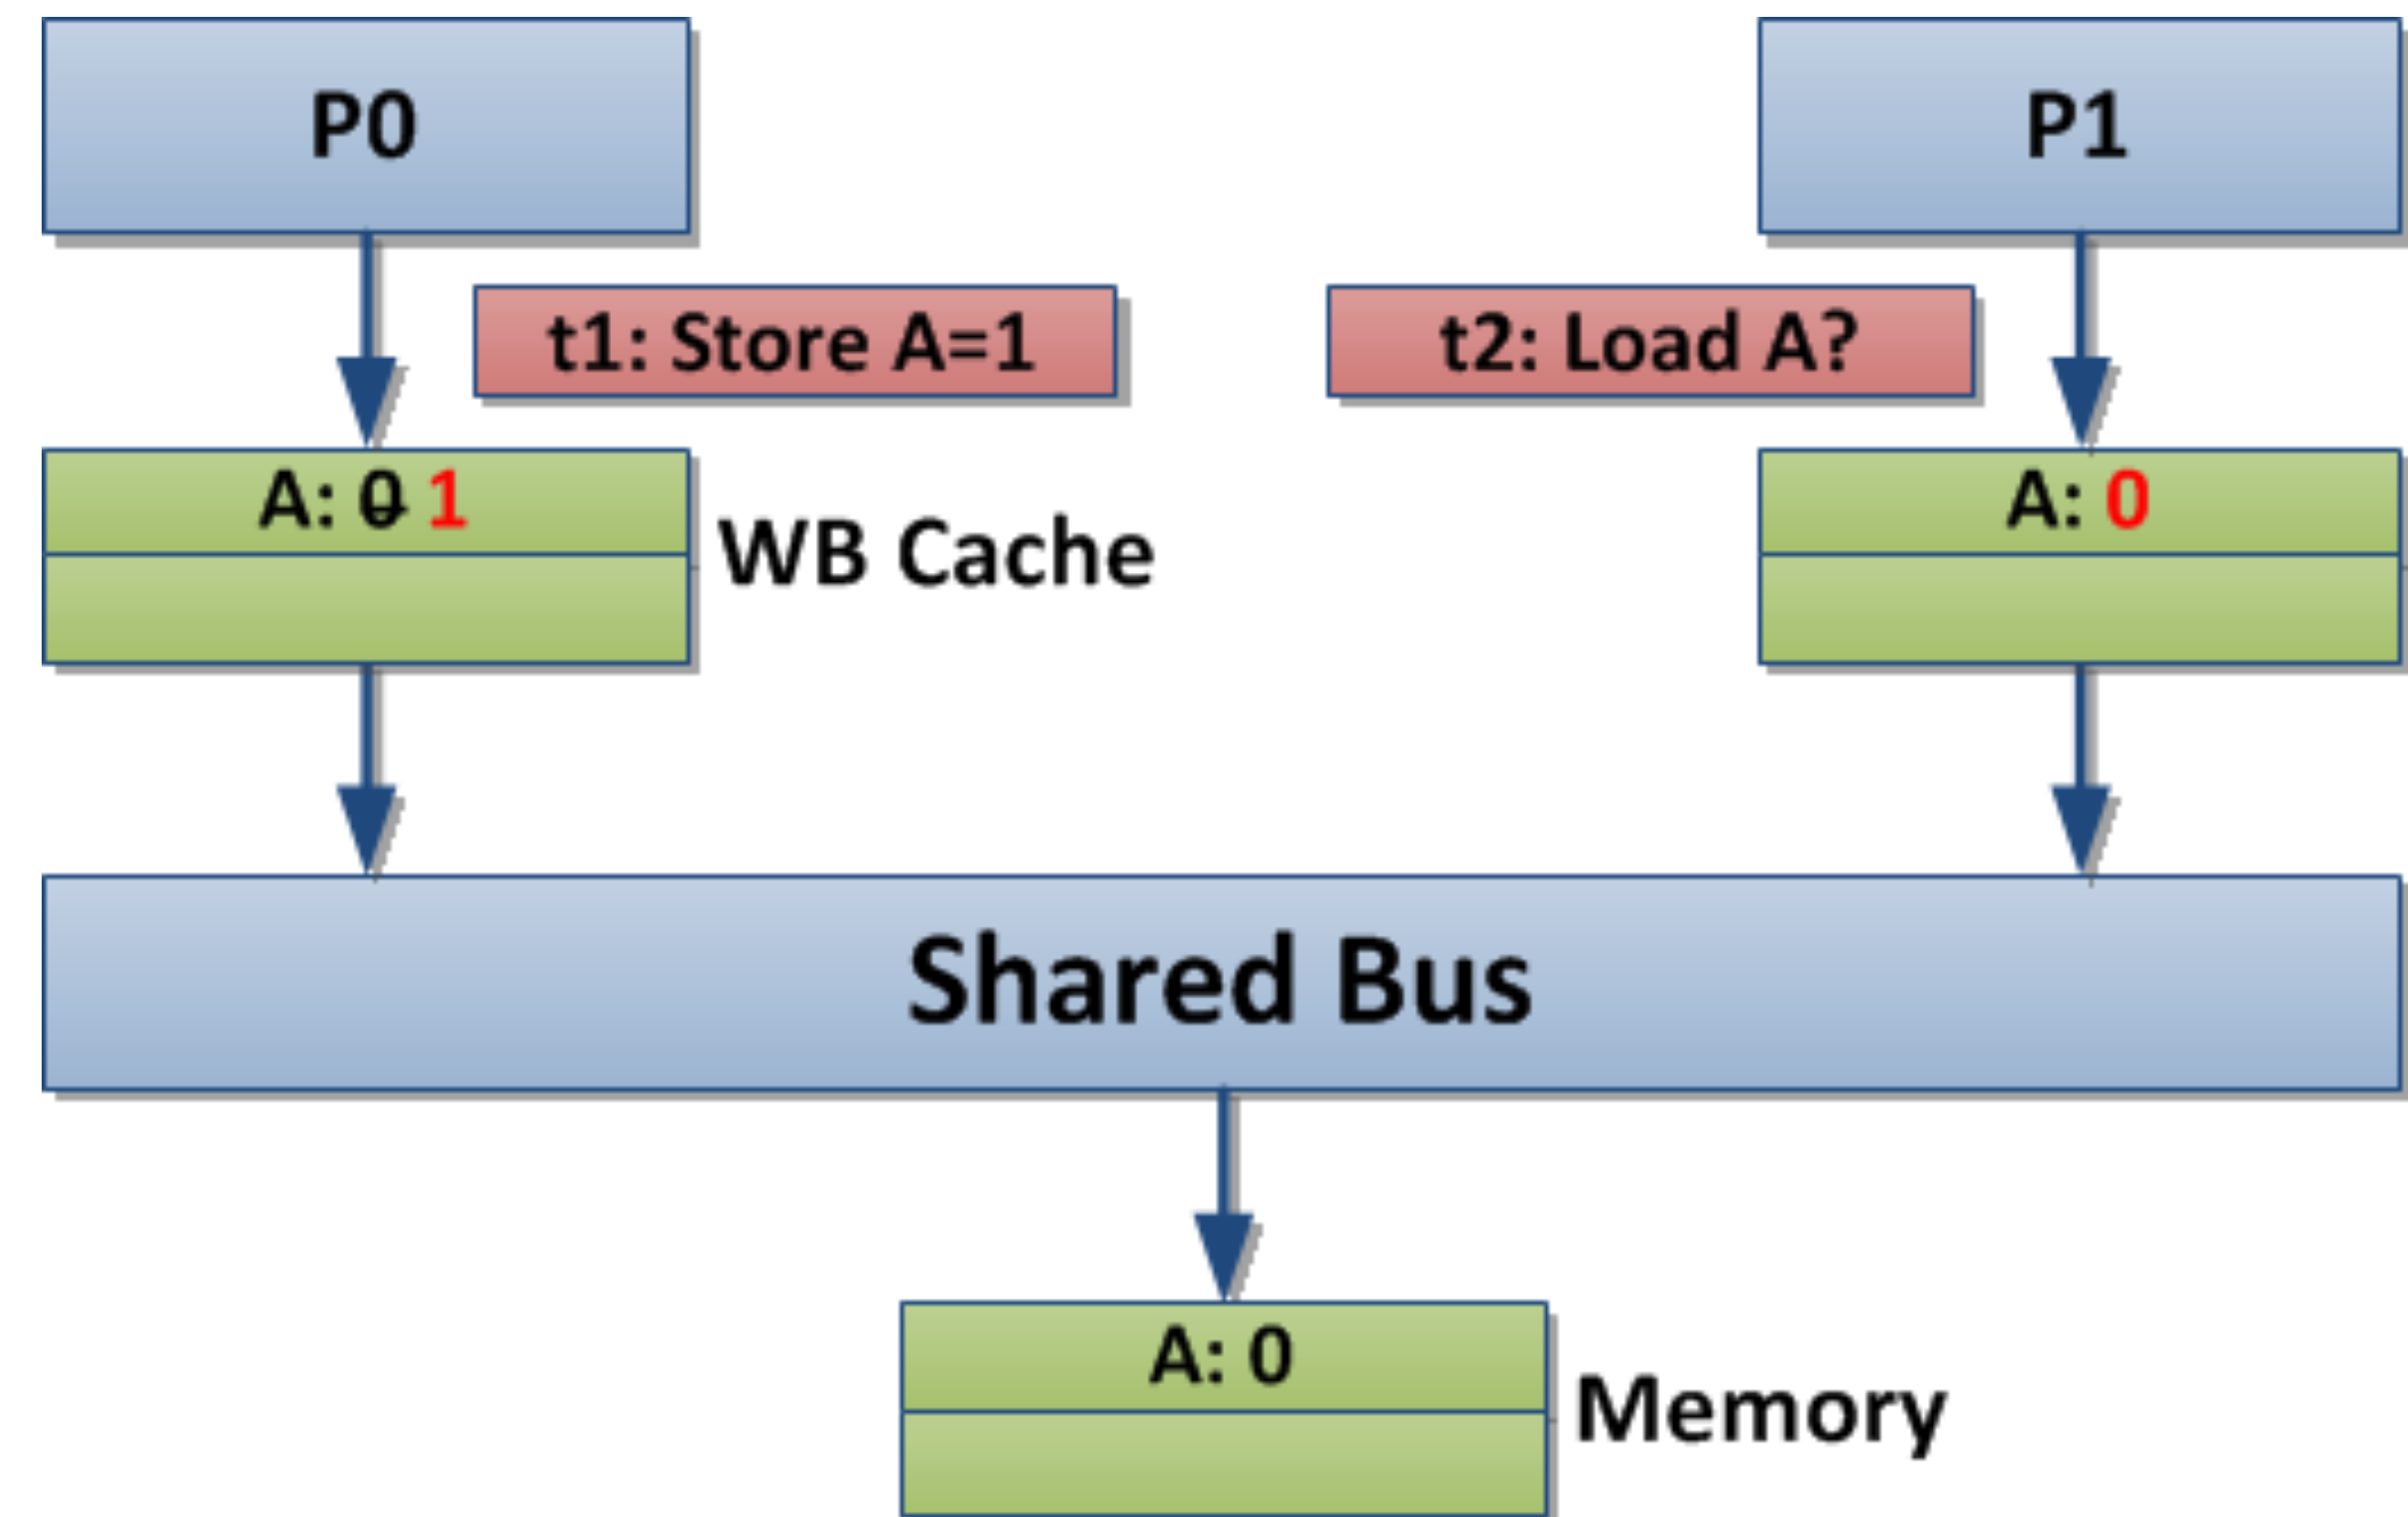 P0
P1
t1: Store A=1
t2: Load A?
A: 0 1
A: 0
WB Cache
Shared Bus
A: 0
Memory